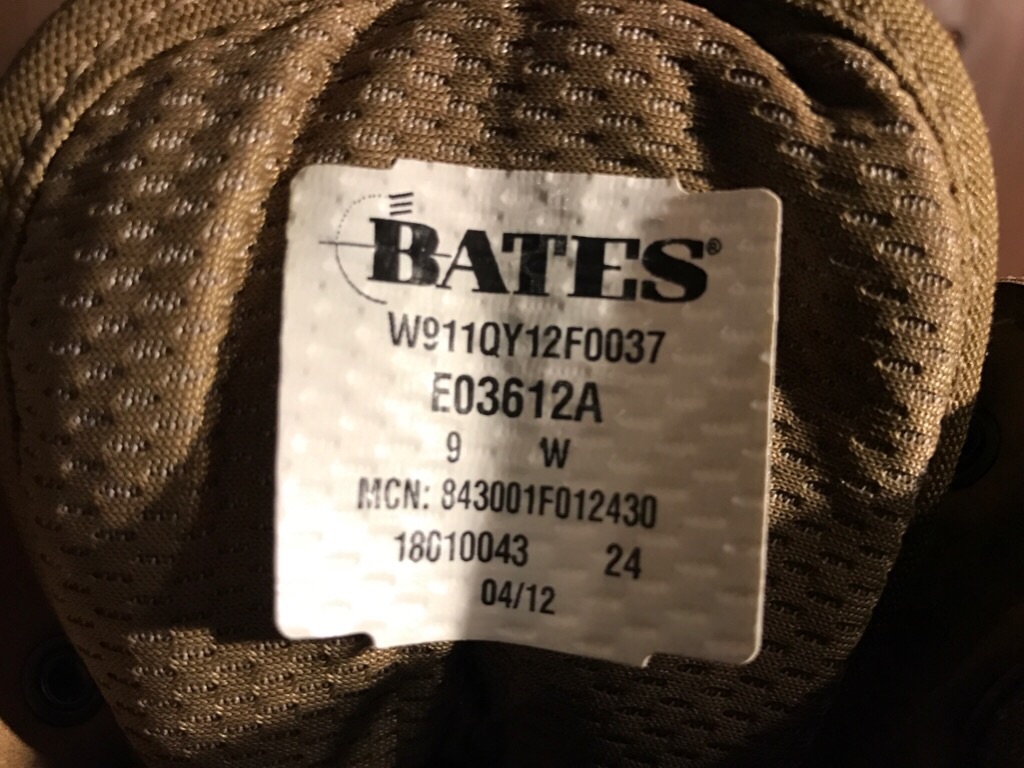 BATES®
W911QY12F0037
E03612A
9 W
MCN: 843001F012430
18010043 24
04/12